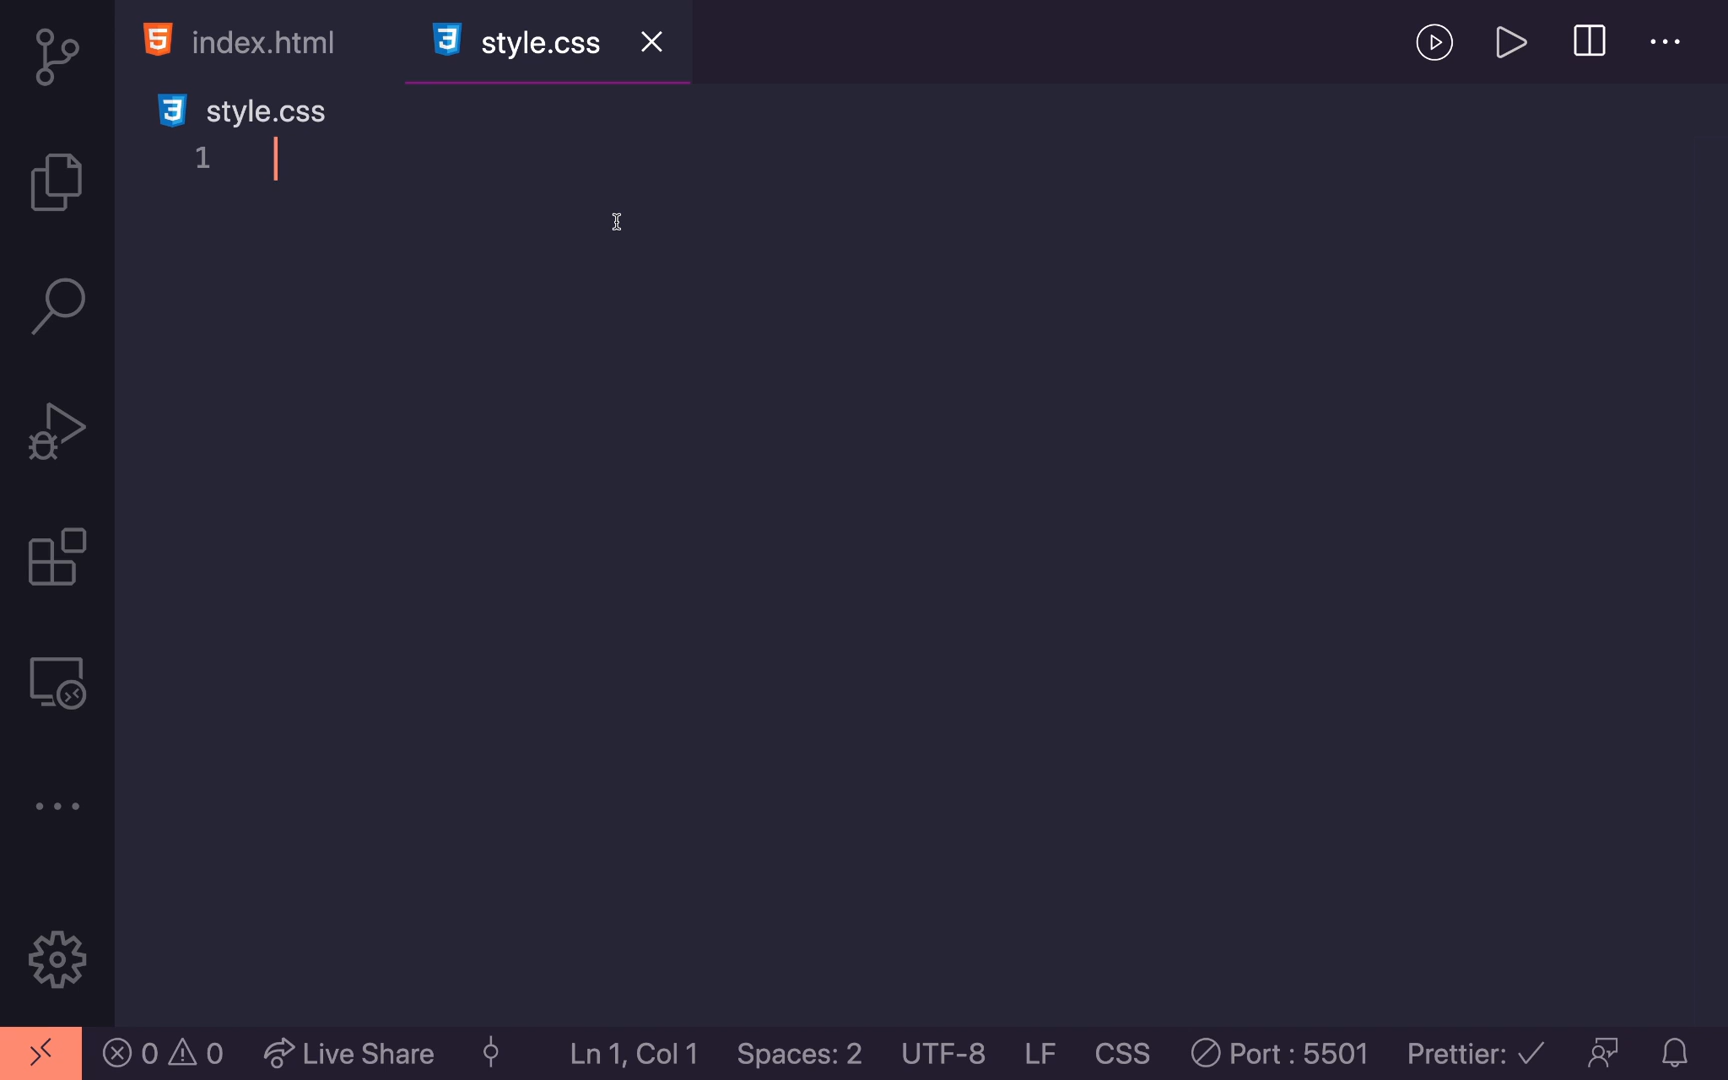 index.html style.css
style.css
1
0 0 Live Share Ln 1, Col 1 Spaces: 2 UTF-8 LF CSS Port : 5501 Prettier: